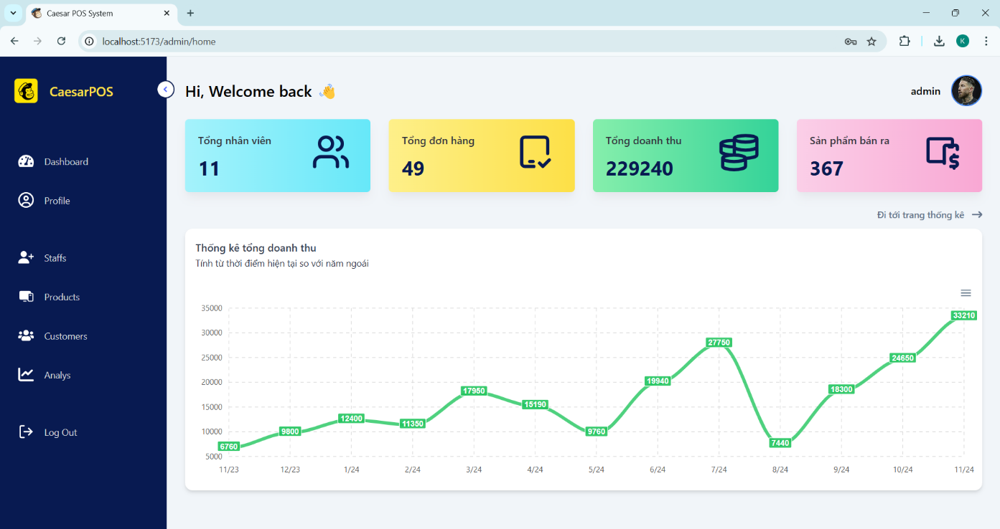 Caesar POS System
localhost:5173/admin/home
K
CaesarPOS
Hi, Welcome back 👋
admin
Dashboard
Profile
Staffs
Products
Customers
Analys
Log Out
Tổng nhân viên
11
Tổng đơn hàng
49
Tổng doanh thu
229240
Sản phẩm bán ra
367
Đi tới trang thống kê
Thống kê tổng doanh thu
Tính từ thời điểm hiện tại so với năm ngoái
35000
30000
25000
20000
15000
10000
5000
6760
9800
12400
11350
17950
15190
9760
19940
27750
7440
18300
24650
33210
11/23
12/23
1/24
2/24
3/24
4/24
5/24
6/24
7/24
8/24
9/24
10/24
11/24